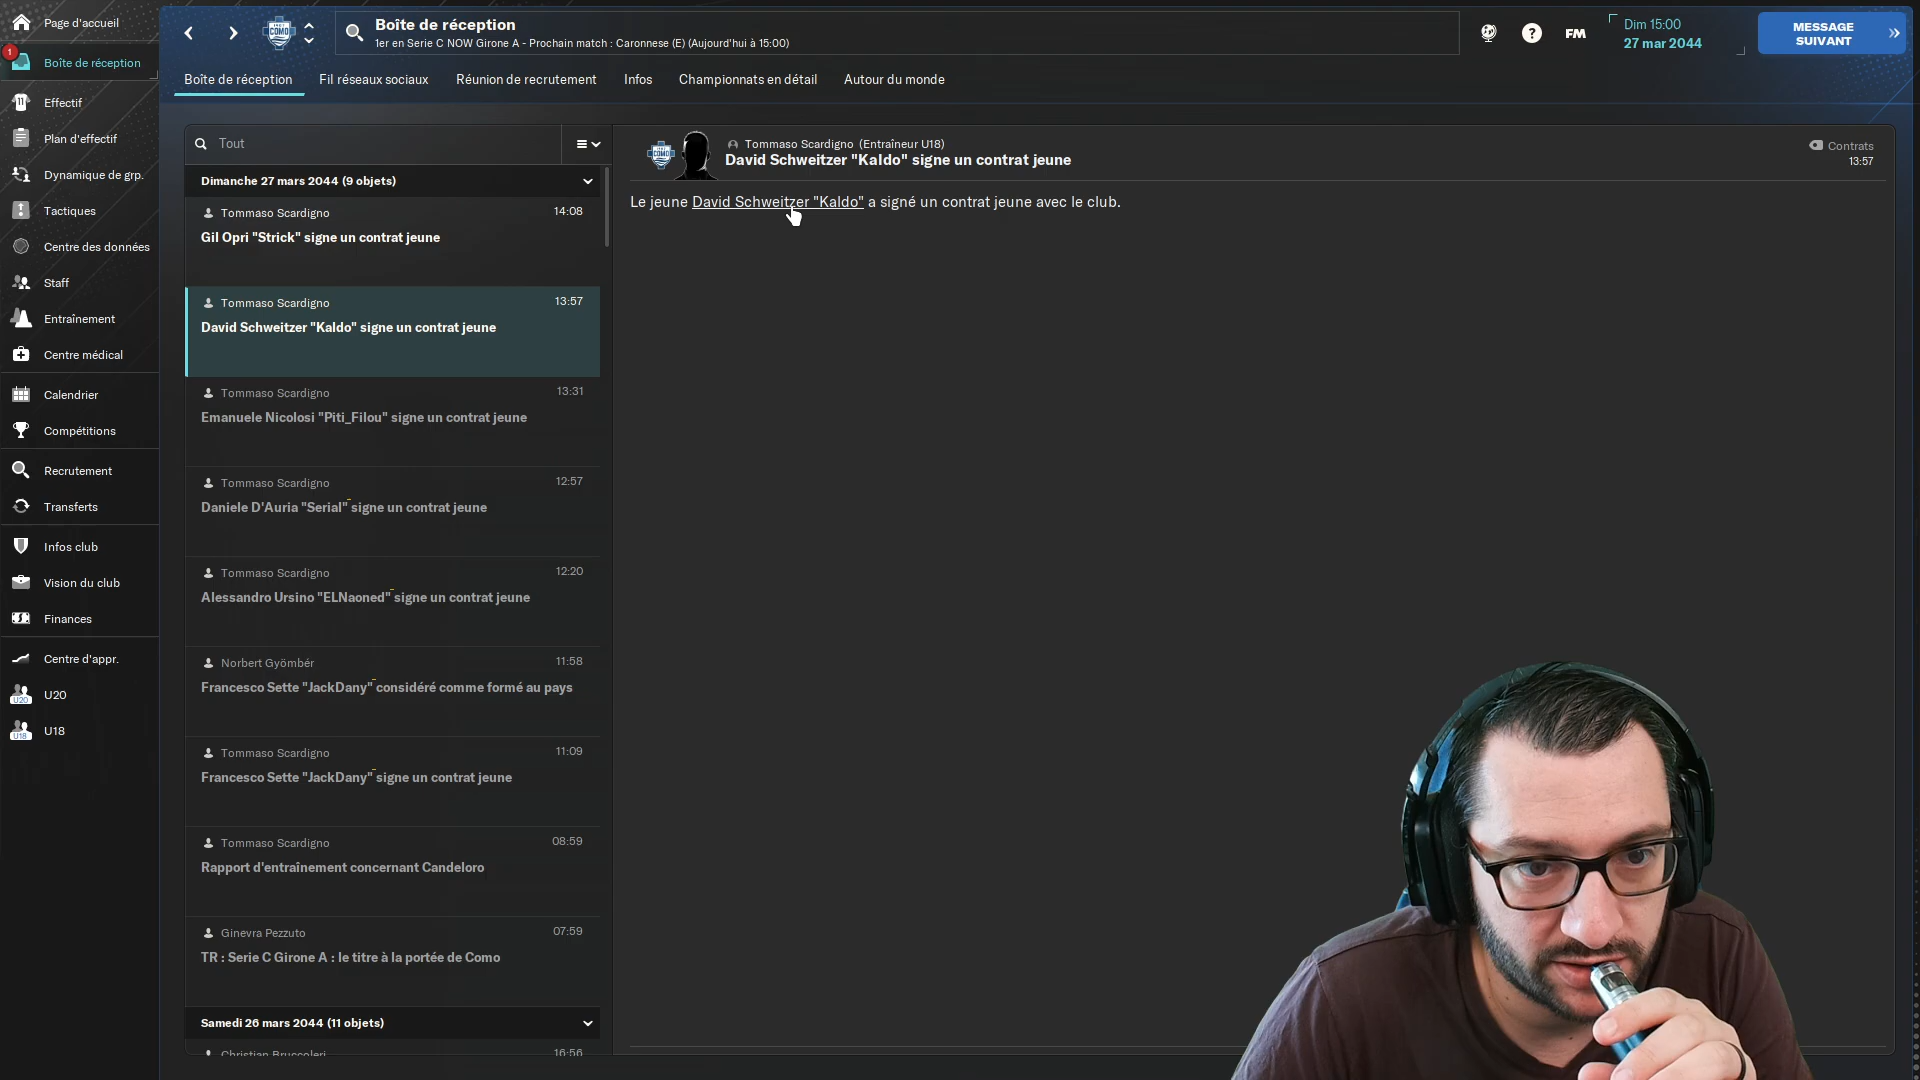 Page d'accueil
1
Boîte de réception
Effectif
Plan d'effectif
Dynamique de grp.
Tactiques
Centre des données
Staff
Entraînement
Centre médical
Calendrier
Compétitions
Recrutement
Transferts
Infos club
Vision du club
Finances
Centre d'appr.
U20
U18
COMO
Boîte de réception
1er en Serie C NOW Girone A - Prochain match : Caronnese (E) (Aujourd'hui à 15:00)
?
FM
Dim 15:00
27 mar 2044
MESSAGE SUIVANT
Boîte de réception
Fil réseaux sociaux
Réunion de recrutement
Infos
Championnats en détail
Autour du monde
Tout
Dimanche 27 mars 2044 (9 objets)
Tommaso Scardigno 14:08
Gil Opri "Strick" signe un contrat jeune
Tommaso Scardigno 13:57
David Schweitzer "Kaldo" signe un contrat jeune
Tommaso Scardigno 13:31
Emanuele Nicolosi "Piti_Filou" signe un contrat jeune
Tommaso Scardigno 12:57
Daniele D'Auria "Serial" signe un contrat jeune
Tommaso Scardigno 12:20
Alessandro Ursino "ELNaoned" signe un contrat jeune
Norbert Gyömbér 11:58
Francesco Sette "JackDany" considéré comme formé au pays
Tommaso Scardigno 11:09
Francesco Sette "JackDany" signe un contrat jeune
Tommaso Scardigno 08:59
Rapport d'entraînement concernant Candeloro
Ginevra Pezzuto 07:59
TR : Serie C Girone A : le titre à la portée de Como
Samedi 26 mars 2044 (11 objets)
Christian Bruccoleri 16:56
COMO
Tommaso Scardigno (Entraîneur U18)
David Schweitzer "Kaldo" signe un contrat jeune
Contrats
13:57
Le jeune David Schweitzer "Kaldo" a signé un contrat jeune avec le club.